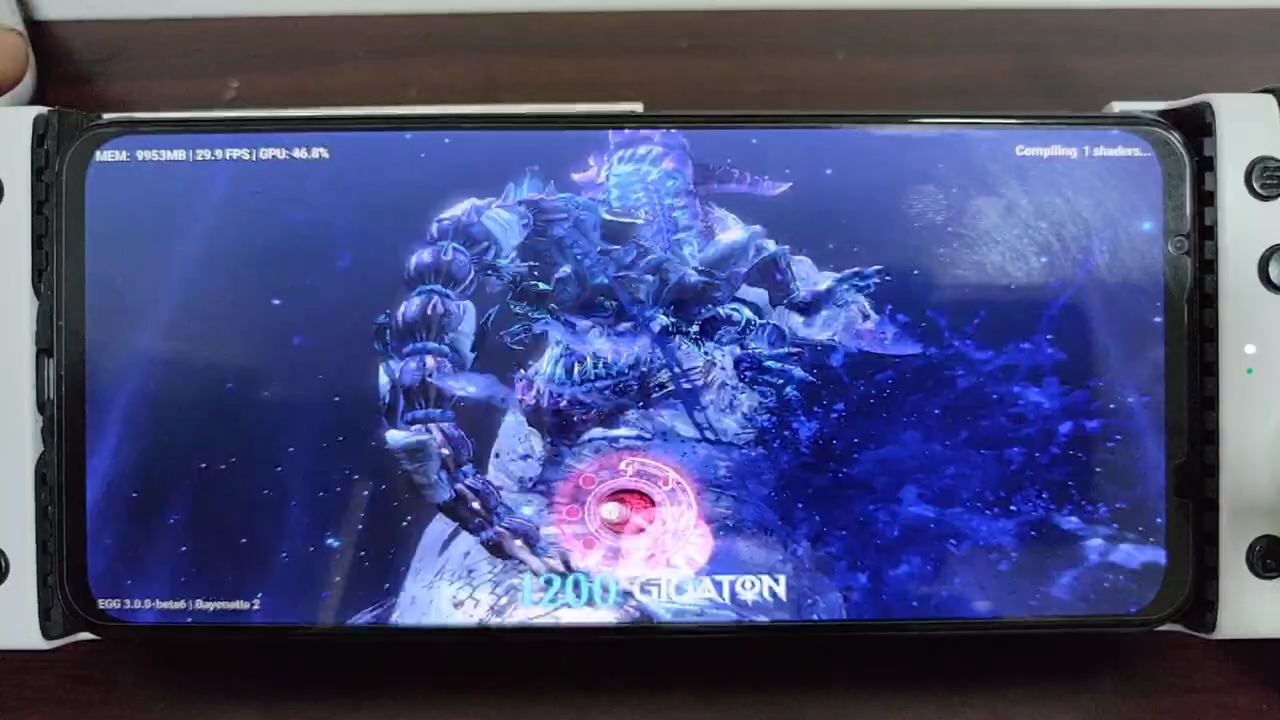 MEM: 9953MB | 29.9 FPS | GPU: 46.8%
Compiling 1 shaders...
1200 GIGATON
EGG 3.0.0-beta6 | Bayonetta 2